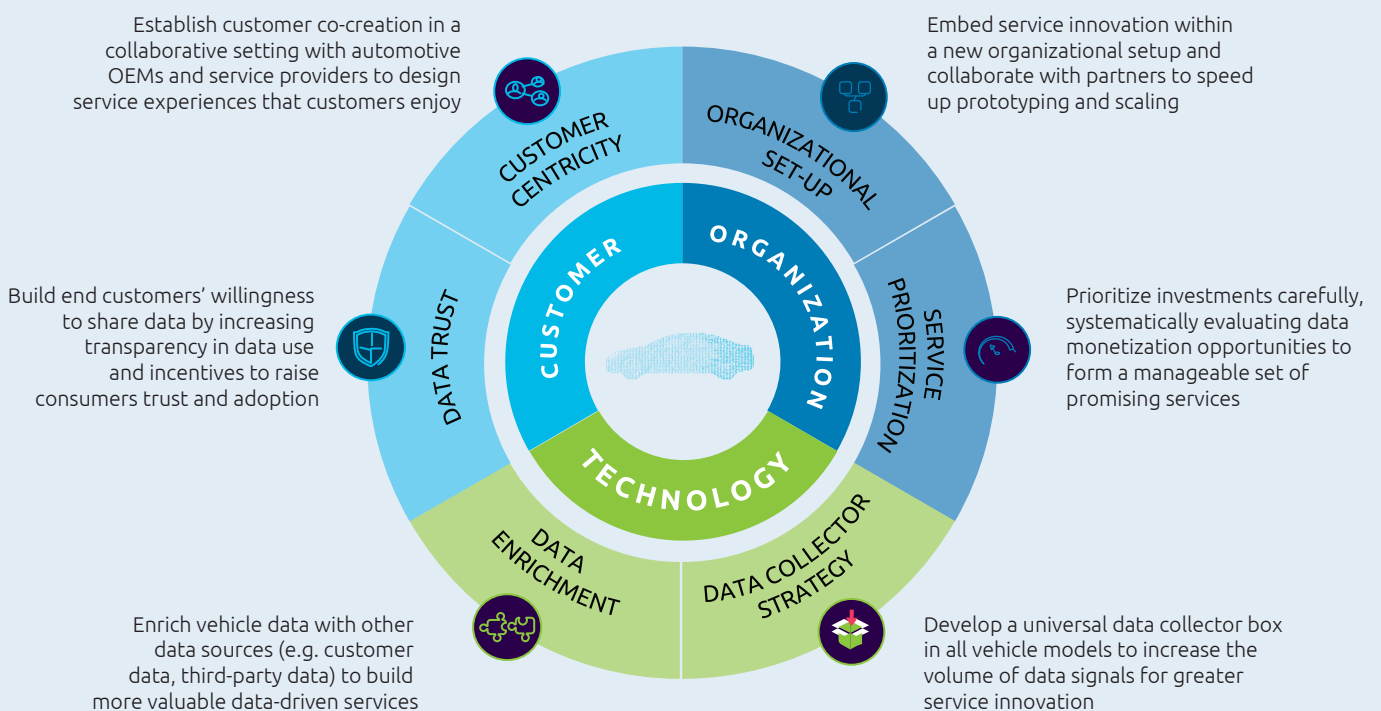 Establish customer co-creation in a
collaborative setting with automotive
OEMs and service providers to design
service experiences that customers enjoy
Embed service innovation within
a new organizational setup and
collaborate with partners to speed
up prototyping and scaling
CUSTOMER
CENTRICITY
ORGANIZATIONAL
SET-UP
CUSTOMER
ORGANIZATION
Build end customers’ willingness
to share data by increasing
transparency in data use
and incentives to raise
consumers trust and adoption
DATA TRUST
SERVICE
PRIORITIZATION
Prioritize investments carefully,
systematically evaluating data
monetization opportunities to
form a manageable set of
promising services
TECHNOLOGY
DATA
ENRICHMENT
DATA COLLECTOR
STRATEGY
Enrich vehicle data with other
data sources (e.g. customer
data, third-party data) to build
more valuable data-driven services
Develop a universal data collector box
in all vehicle models to increase the
volume of data signals for greater
service innovation